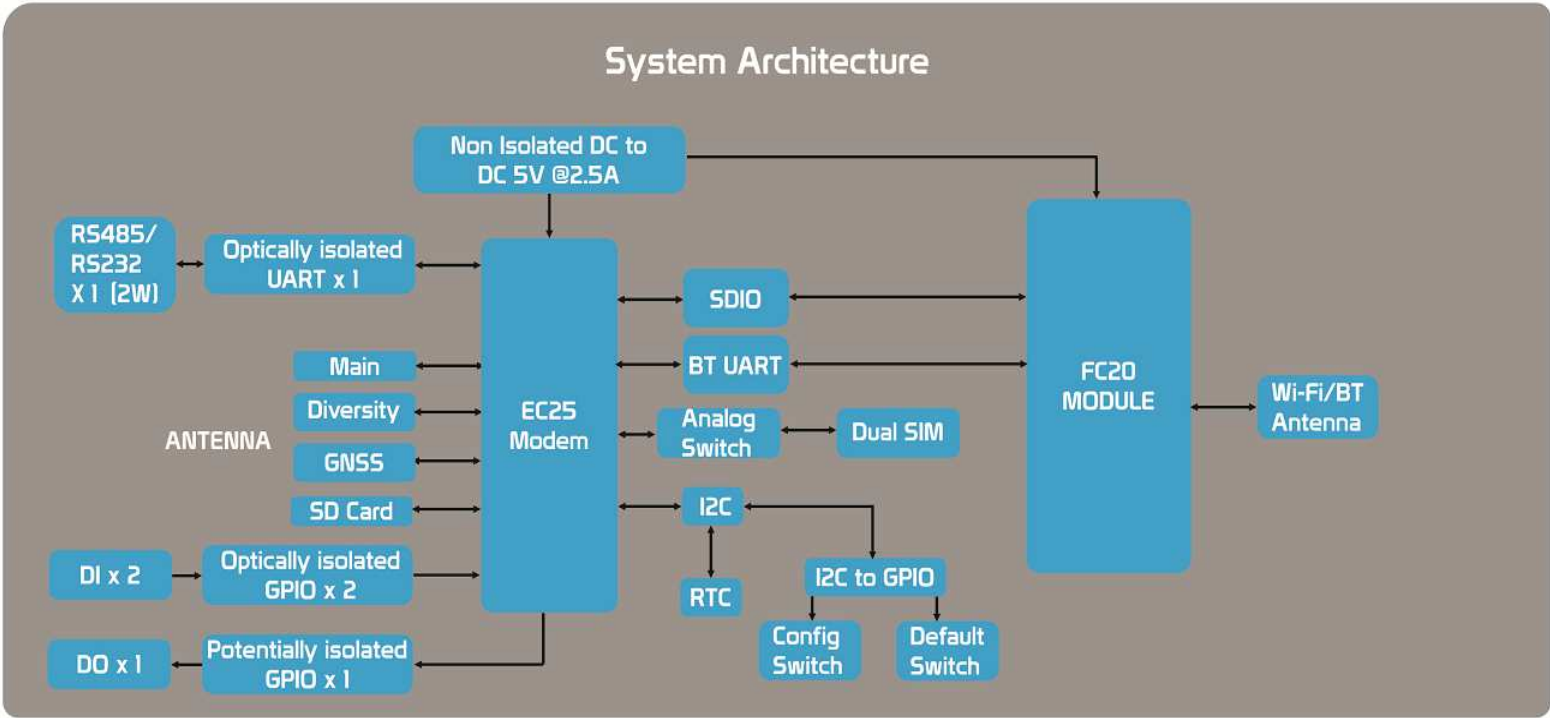 System Architecture
Non Isolated DC to
DC 5V @2.5A
RS485/
RS232
X 1 (2W)
Optically isolated
UART x 1
SDIO
Main
BT UART
FC20
MODULE
Wi-Fi/BT
Antenna
Diversity
EC25
Modem
Analog
Switch
Dual SIM
ANTENNA
GNSS
SD Card
I2C
DI x 2
Optically isolated
GPIO x 2
RTC
I2C to GPIO
DO x 1
Potentially isolated
GPIO x 1
Config
Switch
Default
Switch